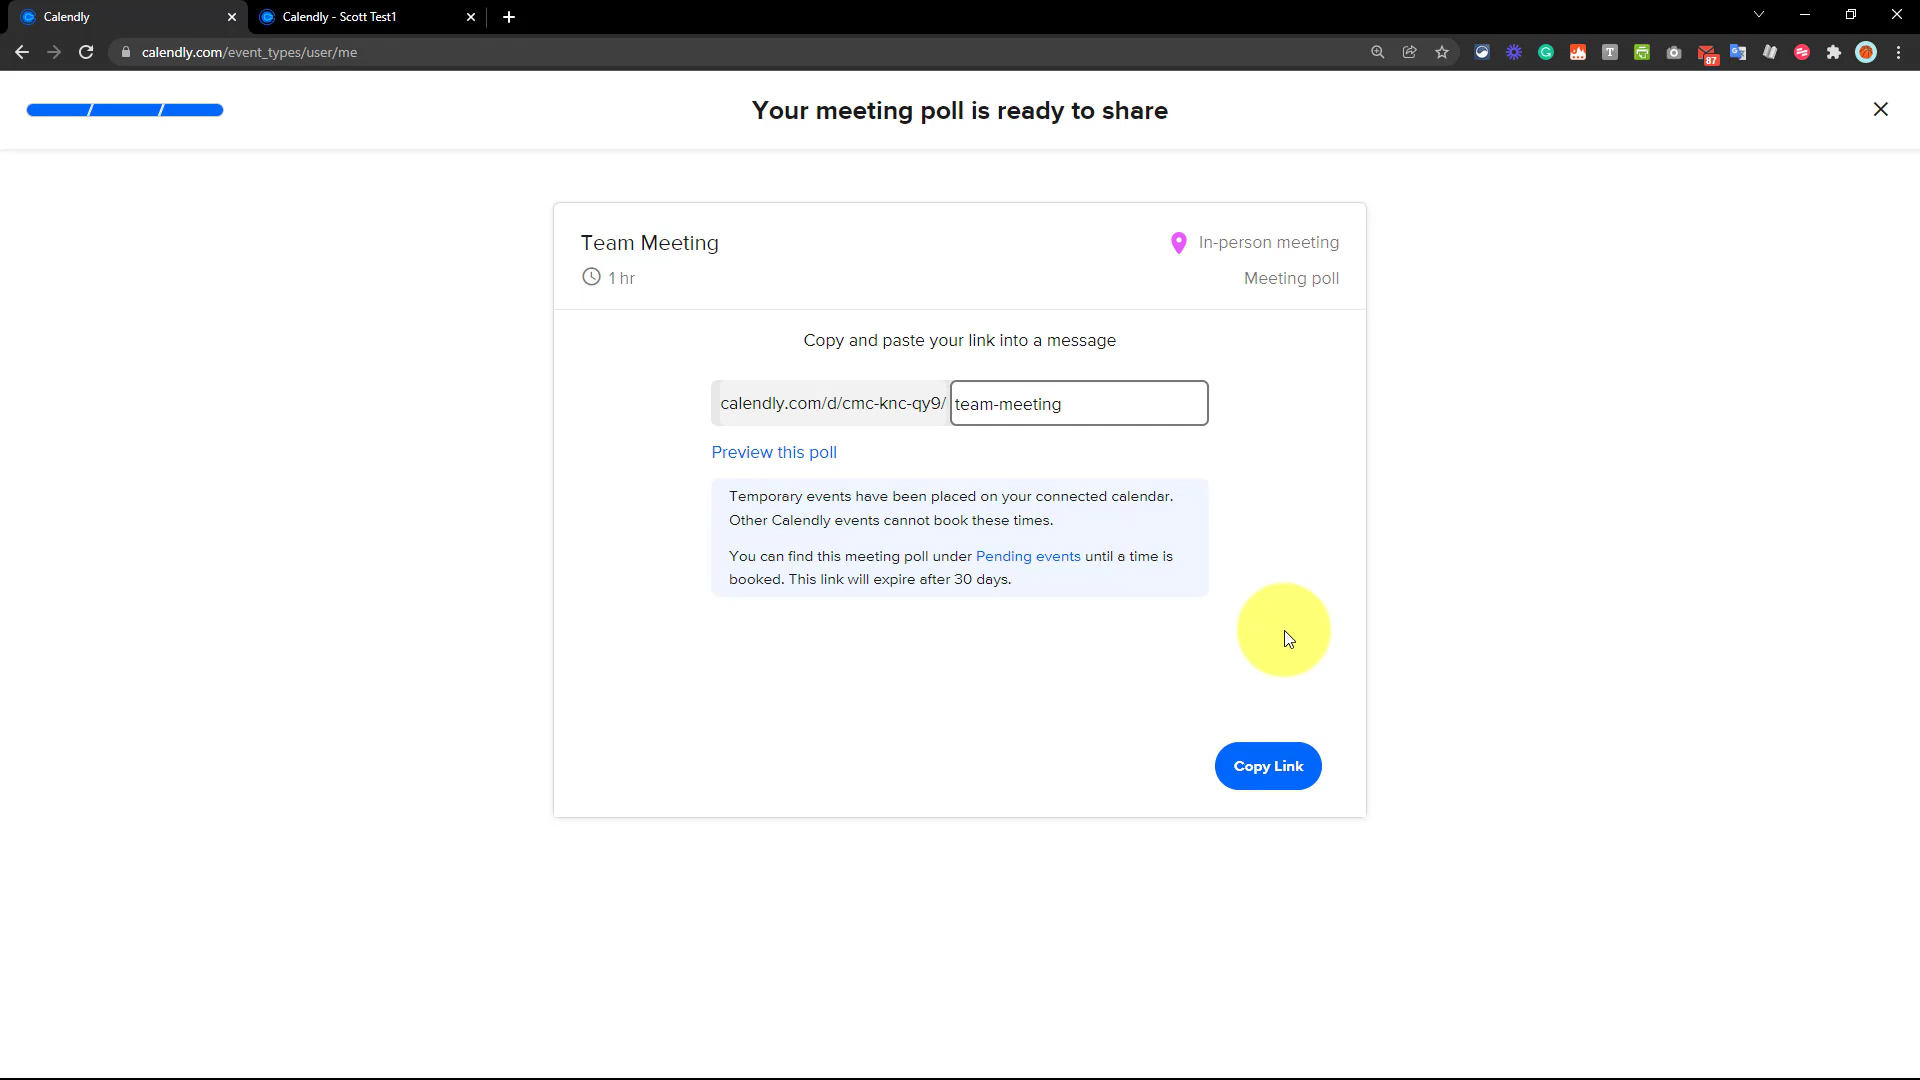 Calendly
Calendly - Scott Test1
calendly.com/event_types/user/me
T
87
Your meeting poll is ready to share
Team Meeting
In-person meeting
1 hr
Meeting poll
Copy and paste your link into a message
calendly.com/d/cmc-knc-qy9/ team-meeting
Preview this poll
Temporary events have been placed on your connected calendar.
Other Calendly events cannot book these times.
You can find this meeting poll under Pending events until a time is
booked. This link will expire after 30 days.
Copy Link